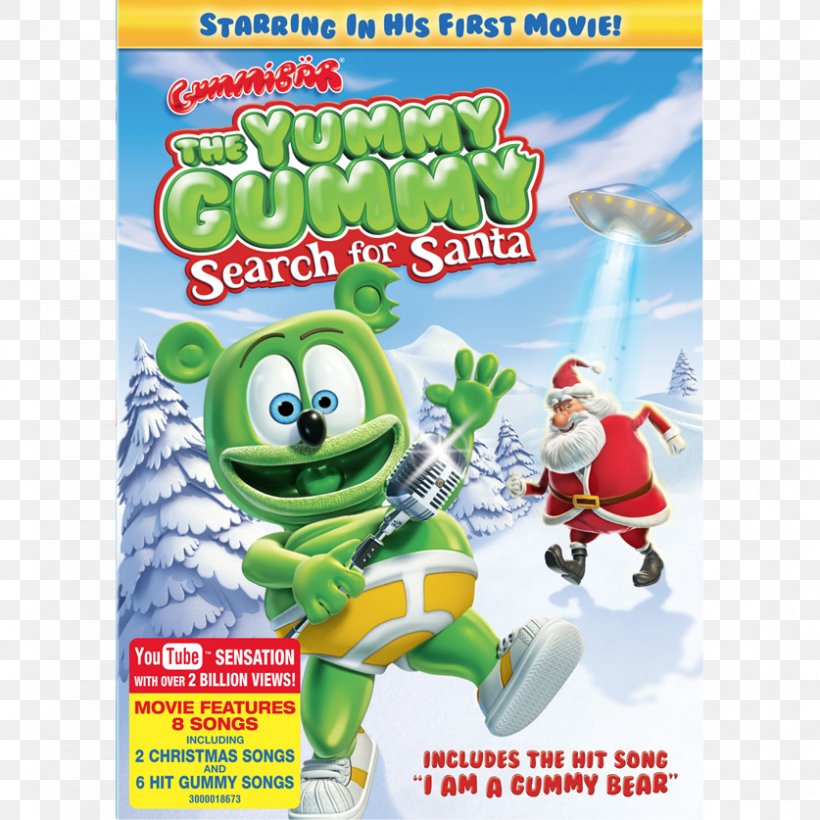 STARRING IN HIS FIRST MOVIE!
GUMMIBÄR
THE YUMMY
GUMMY
Search for Santa
YouTube™ SENSATION
WITH OVER 2 BILLION VIEWS!
MOVIE FEATURES
8 SONGS
INCLUDING
2 CHRISTMAS SONGS
AND
6 HIT GUMMY SONGS
3000018673
INCLUDES THE HIT SONG
"I AM A GUMMY BEAR"